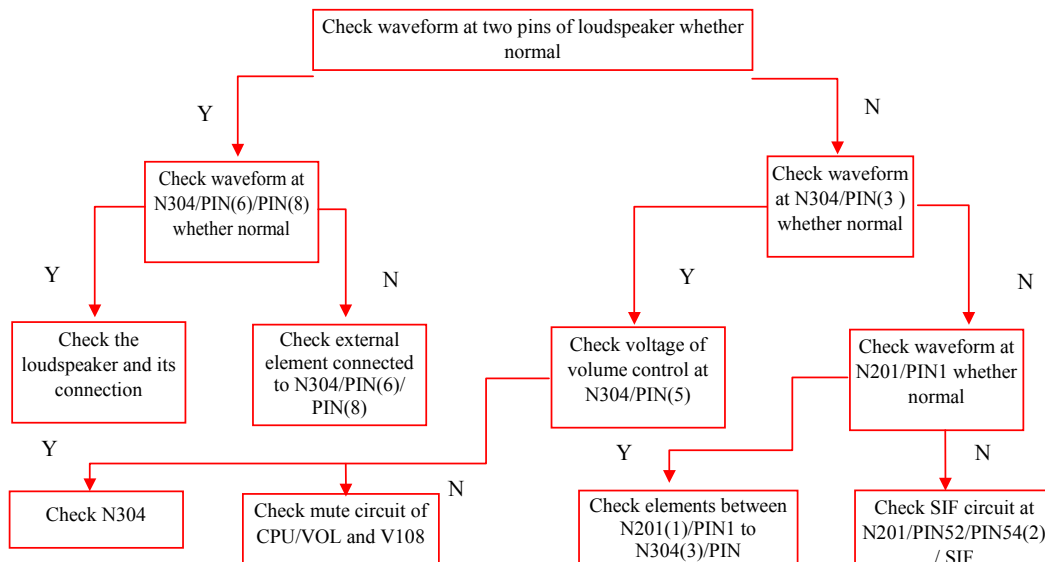 Check waveform at two pins of loudspeaker whether
normal
Y
N
Check waveform at
N304/PIN(6)/PIN(8)
whether normal
Check waveform
at N304/PIN(3 )
whether normal
Y
N
Y
N
Check the
loudspeaker and its
connection
Check external
element connected
to N304/PIN(6)/
PIN(8)
Check voltage of
volume control at
N304/PIN(5)
Check waveform at
N201/PIN1 whether
normal
Y
N
Y
N
Check N304
Check mute circuit of
CPU/VOL and V108
Check elements between
N201(1)/PIN1 to
N304(3)/PIN
Check SIF circuit at
N201/PIN52/PIN54(2)
/ SIF